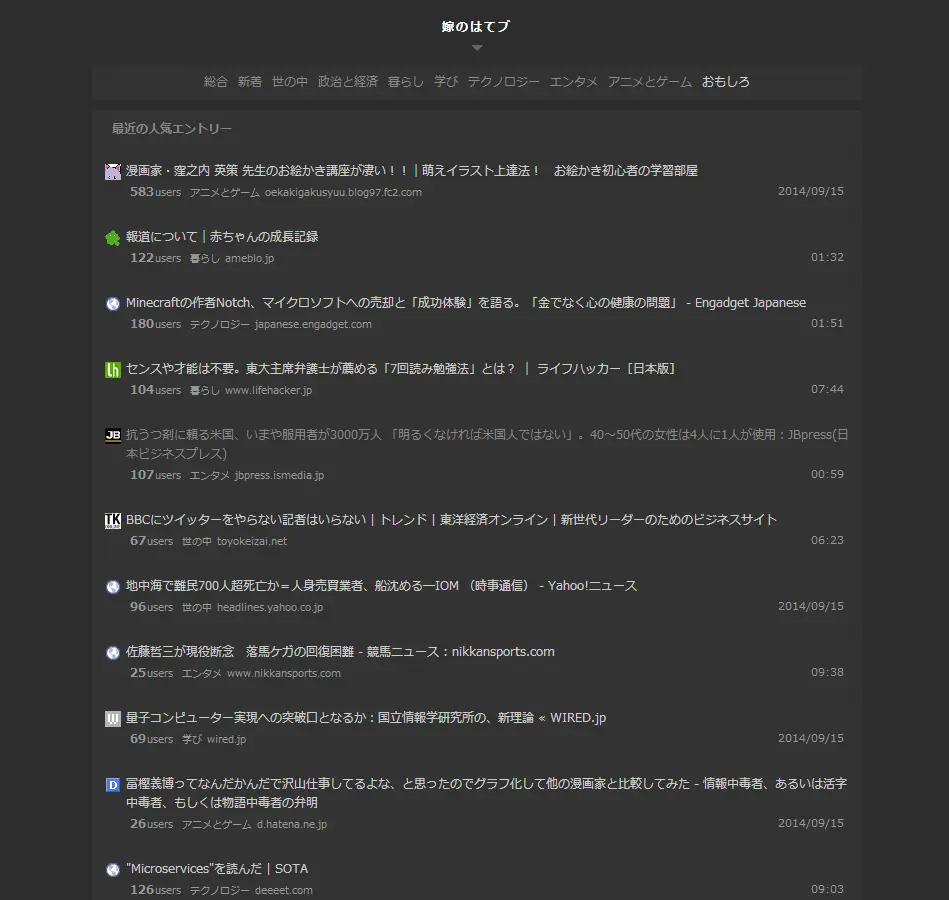 嫁のはてブ
総合 新着 世の中 政治と経済 暮らし 学び テクノロジー エンタメ アニメとゲーム おもしろ
最近の人気エントリー
漫画家・窪之内 英策 先生のお絵かき講座が凄い！！ | 萌えイラスト上達法！　お絵かき初心者の学習部屋
583users アニメとゲーム oekakigakusyuu.blog97.fc2.com 2014/09/15
報道について｜赤ちゃんの成長記録
122users 暮らし ameblo.jp 01:32
Minecraftの作者Notch、マイクロソフトへの売却と「成功体験」を語る。「金でなく心の健康の問題」 - Engadget Japanese
180users テクノロジー japanese.engadget.com 01:51
lh センスや才能は不要。東大主席弁護士が薦める「7回読み勉強法」とは？ ｜ ライフハッカー［日本版］
104users 暮らし www.lifehacker.jp 07:44
JB 抗うつ剤に頼る米国、いまや服用者が3000万人 「明るくなければ米国人ではない」。40～50代の女性は4人に1人が使用：JBpress(日
本ビジネスプレス)
107users エンタメ jbpress.ismedia.jp 00:59
TK BBCにツイッターをやらない記者はいらない | トレンド | 東洋経済オンライン | 新世代リーダーのためのビジネスサイト
67users 世の中 toyokeizai.net 06:23
地中海で難民700人超死亡か＝人身売買業者、船沈める―IOM （時事通信） - Yahoo!ニュース
96users 世の中 headlines.yahoo.co.jp 2014/09/15
佐藤哲三が現役断念　落馬ケガの回復困難 - 競馬ニュース : nikkansports.com
25users エンタメ www.nikkansports.com 09:38
W 量子コンピューター実現への突破口となるか：国立情報学研究所の、新理論 « WIRED.jp
69users 学び wired.jp 2014/09/15
D 冨樫義博ってなんだかんだで沢山仕事してるよな、と思ったのでグラフ化して他の漫画家と比較してみた - 情報中毒者、あるいは活字
中毒者、もしくは物語中毒者の弁明
26users アニメとゲーム d.hatena.ne.jp 2014/09/15
"Microservices"を読んだ | SOTA
126users テクノロジー deeeet.com 09:03